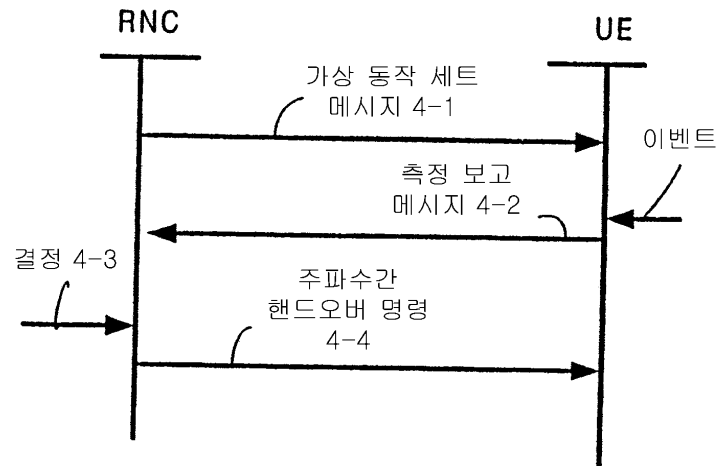 RNC
UE
가상 동작 세트
메시지 4-1
이벤트
측정 보고
메시지 4-2
결정 4-3
주파수간
핸드오버 명령
4-4